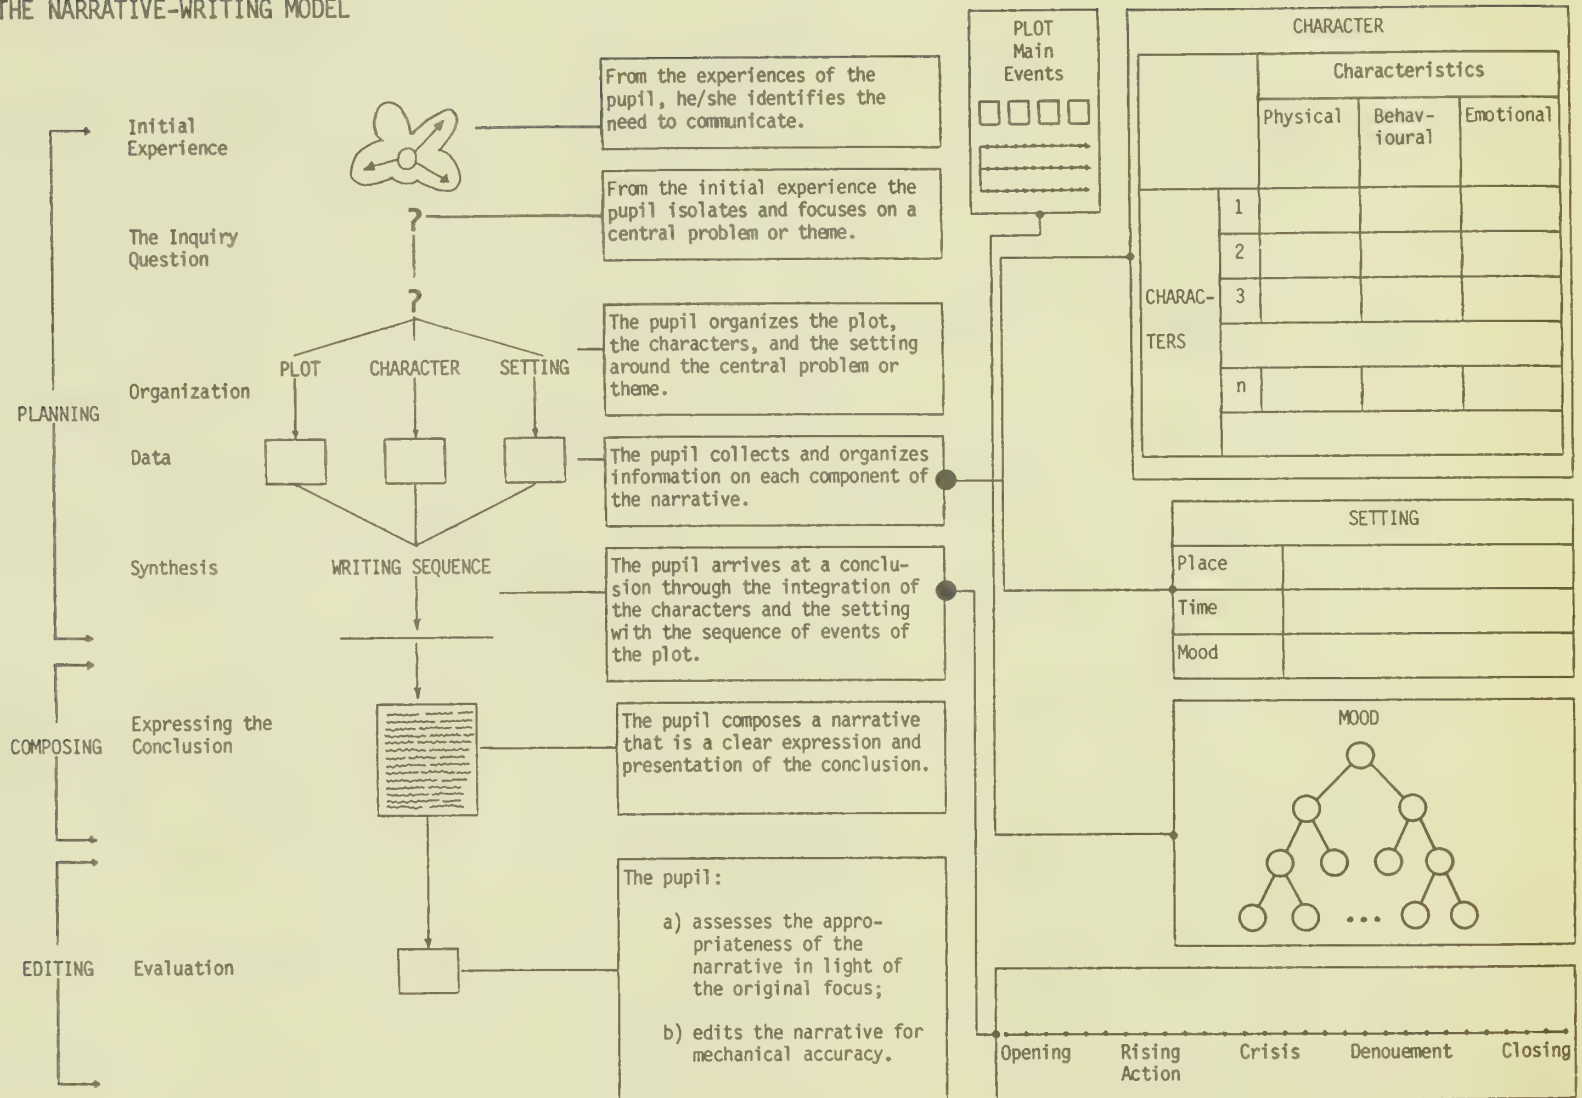 THE NARRATIVE-WRITING MODEL
PLANNING
COMPOSING
EDITING
Initial
Experience
The Inquiry
Question
Organization
Data
Synthesis
Expressing the
Conclusion
Evaluation
?
?
PLOT CHARACTER SETTING
WRITING SEQUENCE
From the experiences of the
pupil, he/she identifies the
need to communicate.
From the initial experience the
pupil isolates and focuses on a
central problem or theme.
The pupil organizes the plot,
the characters, and the setting
around the central problem or
theme.
The pupil collects and organizes
information on each component of
the narrative.
The pupil arrives at a conclu-
sion through the integration of
the characters and the setting
with the sequence of events of
the plot.
The pupil composes a narrative
that is a clear expression and
presentation of the conclusion.
The pupil:
a) assesses the appro-
priateness of the
narrative in light of
the original focus;
b) edits the narrative for
mechanical accuracy.
PLOT
Main
Events
CHARACTER
Characteristics
Physical Behav- Emotional
ioural
1
2
CHARAC- 3
TERS
n
SETTING
Place
Time
Mood
MOOD
...
Opening Rising Crisis Denouement Closing
Action